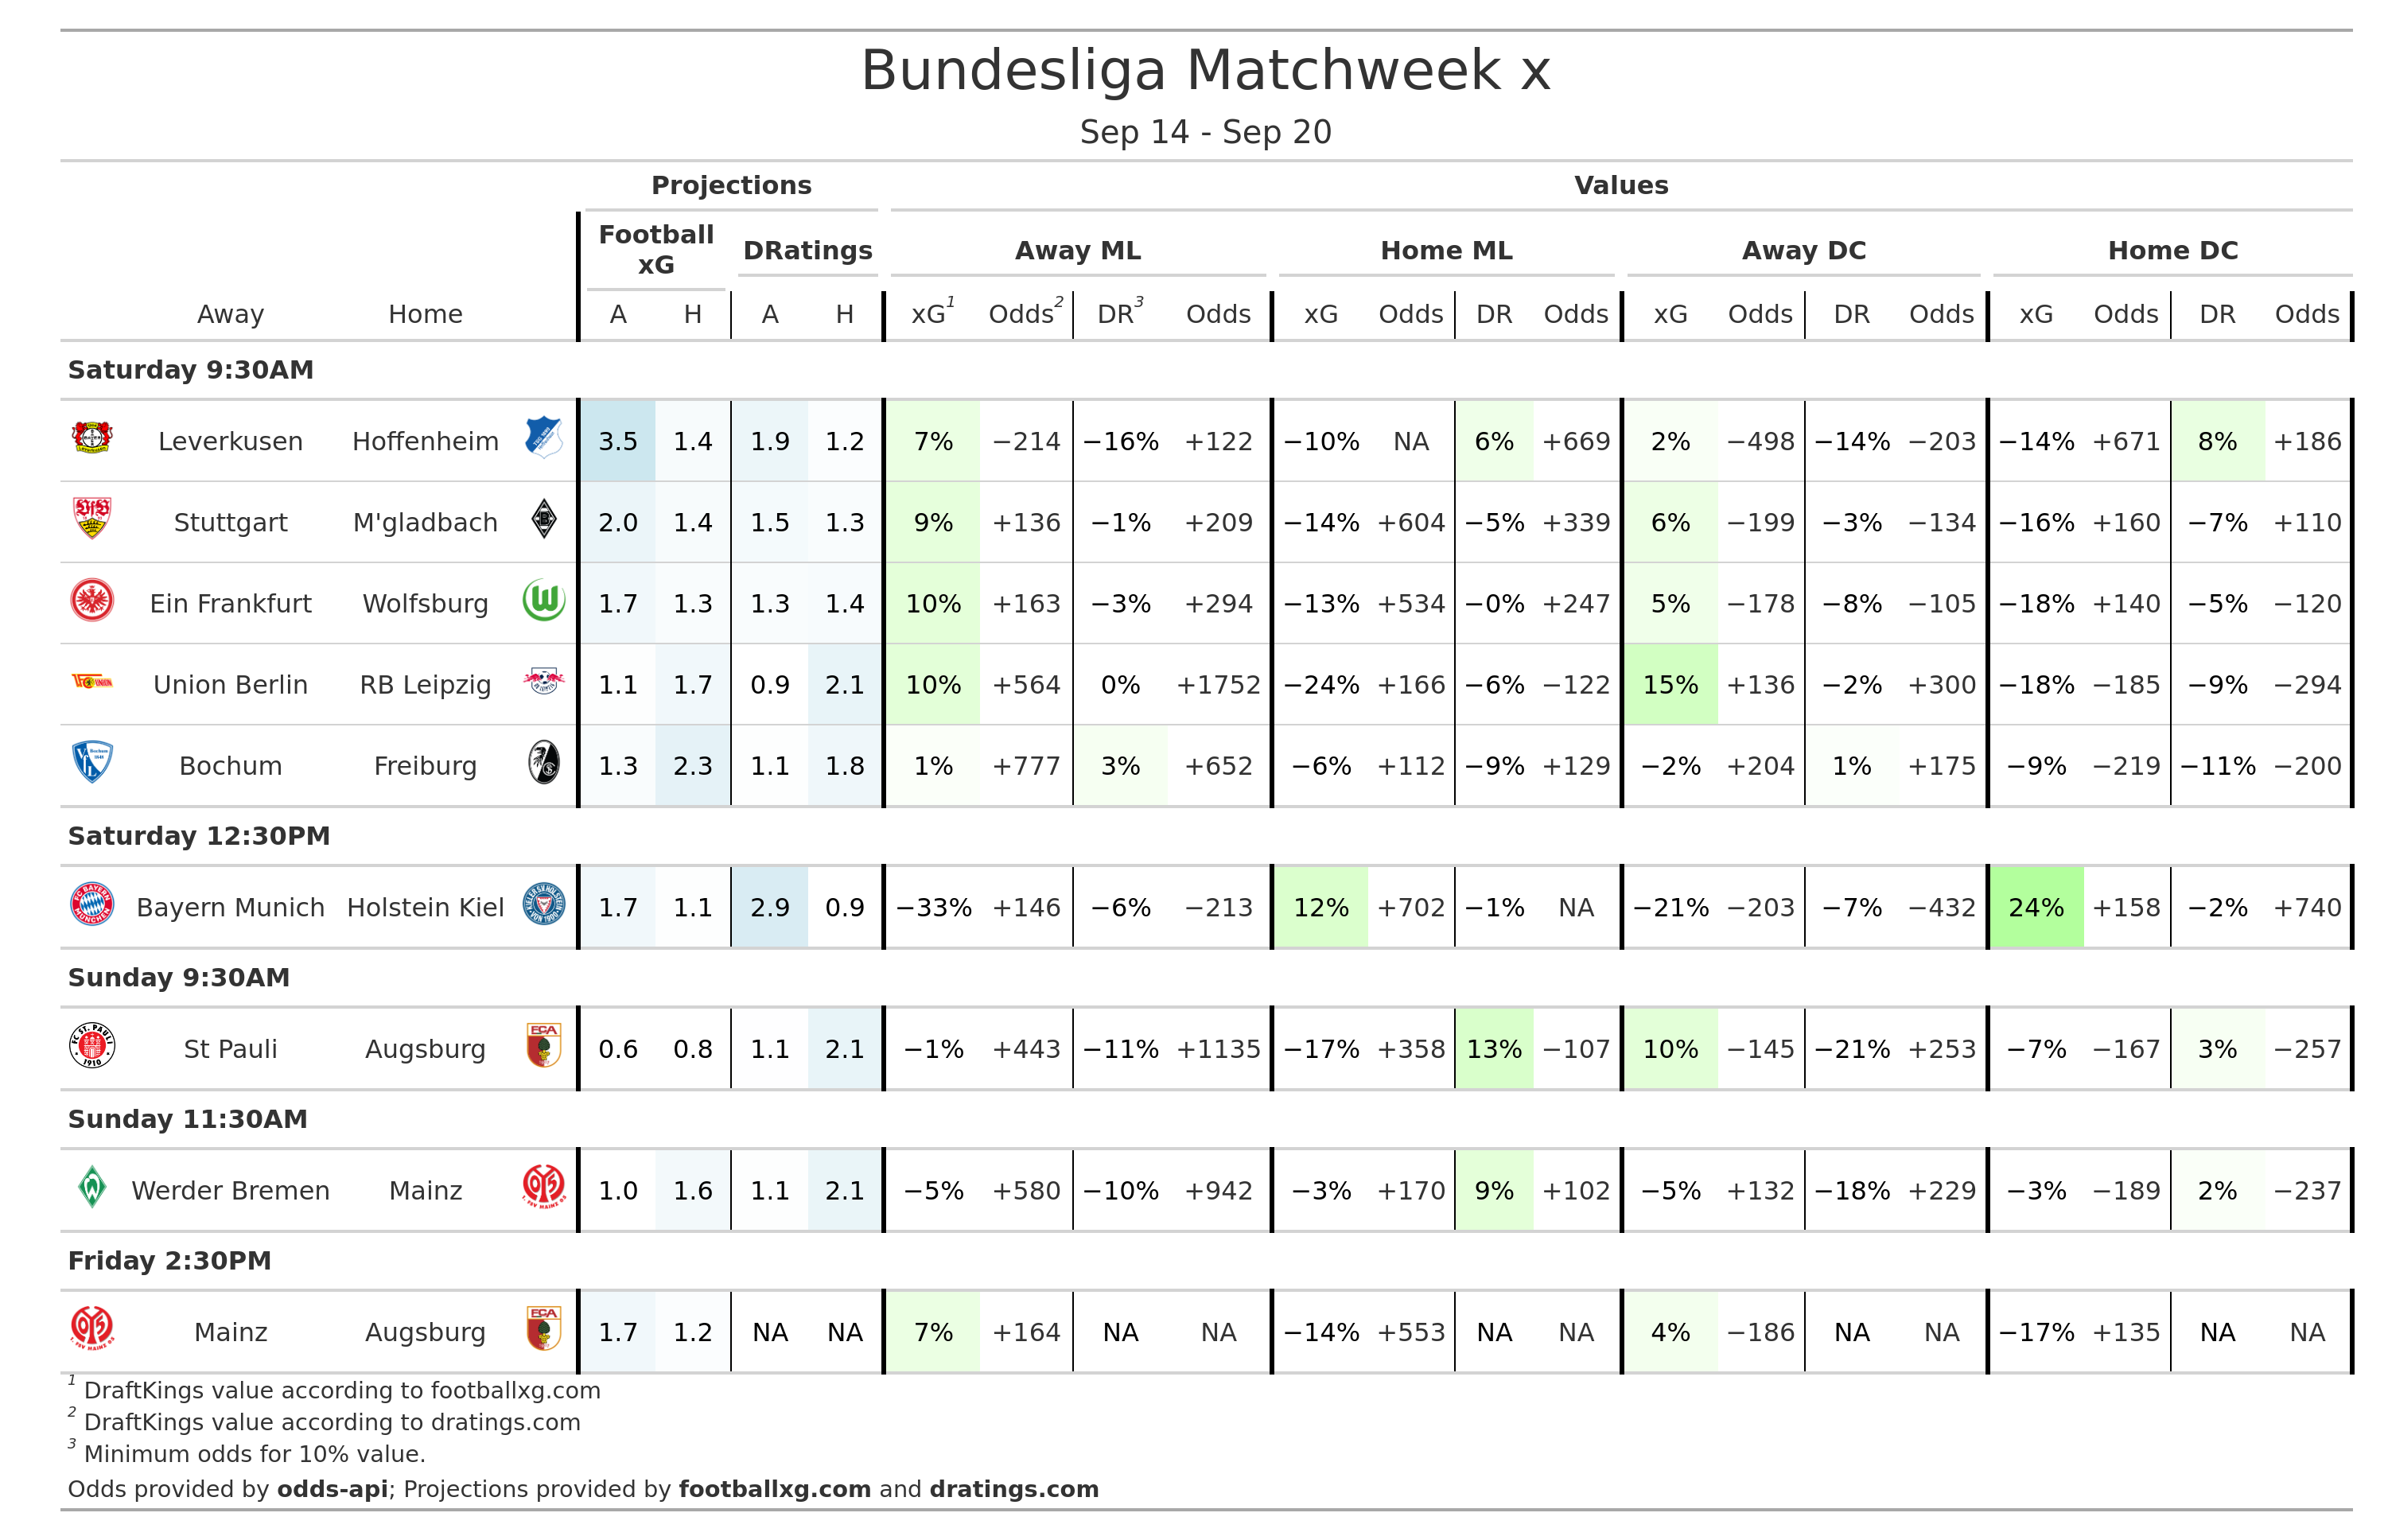 Bundesliga Matchweek x
Sep 14 - Sep 20
Projections Values
Football xG DRatings Away ML Home ML Away DC Home DC
Away Home A H A H xG1 Odds2 DR3 Odds xG Odds DR Odds xG Odds DR Odds xG Odds DR Odds
Saturday 9:30AM
Leverkusen Hoffenheim 3.5 1.4 1.9 1.2 7% −214 −16% +122 −10% NA 6% +669 2% −498 −14% −203 −14% +671 8% +186
Stuttgart M'gladbach 2.0 1.4 1.5 1.3 9% +136 −1% +209 −14% +604 −5% +339 6% −199 −3% −134 −16% +160 −7% +110
Ein Frankfurt Wolfsburg 1.7 1.3 1.3 1.4 10% +163 −3% +294 −13% +534 −0% +247 5% −178 −8% −105 −18% +140 −5% −120
Union Berlin RB Leipzig 1.1 1.7 0.9 2.1 10% +564 0% +1752 −24% +166 −6% −122 15% +136 −2% +300 −18% −185 −9% −294
Bochum Freiburg 1.3 2.3 1.1 1.8 1% +777 3% +652 −6% +112 −9% +129 −2% +204 1% +175 −9% −219 −11% −200
Saturday 12:30PM
Bayern Munich Holstein Kiel 1.7 1.1 2.9 0.9 −33% +146 −6% −213 12% +702 −1% NA −21% −203 −7% −432 24% +158 −2% +740
Sunday 9:30AM
St Pauli Augsburg 0.6 0.8 1.1 2.1 −1% +443 −11% +1135 −17% +358 13% −107 10% −145 −21% +253 −7% −167 3% −257
Sunday 11:30AM
Werder Bremen Mainz 1.0 1.6 1.1 2.1 −5% +580 −10% +942 −3% +170 9% +102 −5% +132 −18% +229 −3% −189 2% −237
Friday 2:30PM
Mainz Augsburg 1.7 1.2 NA NA 7% +164 NA NA −14% +553 NA NA 4% −186 NA NA −17% +135 NA NA
1 DraftKings value according to footballxg.com
2 DraftKings value according to dratings.com
3 Minimum odds for 10% value.
Odds provided by odds-api; Projections provided by footballxg.com and dratings.com